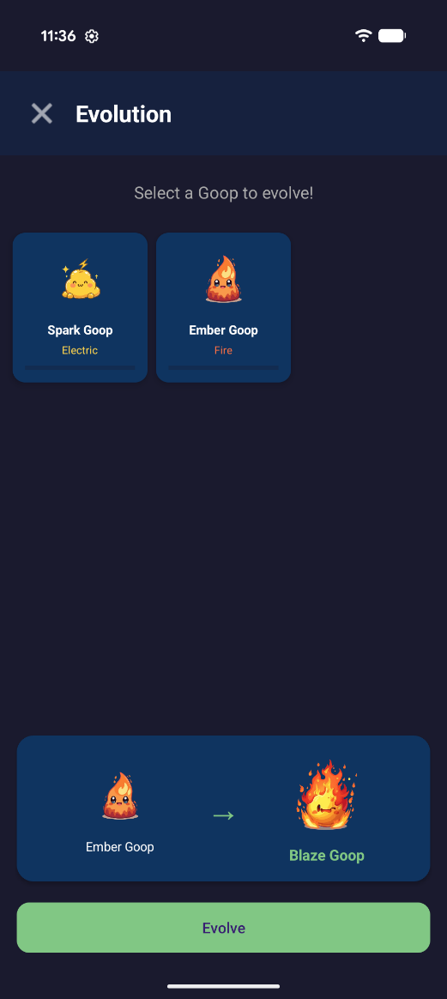 11:36
Evolution
Select a Goop to evolve!
Spark Goop
Electric
Ember Goop
Fire
Ember Goop
→
Blaze Goop
Evolve